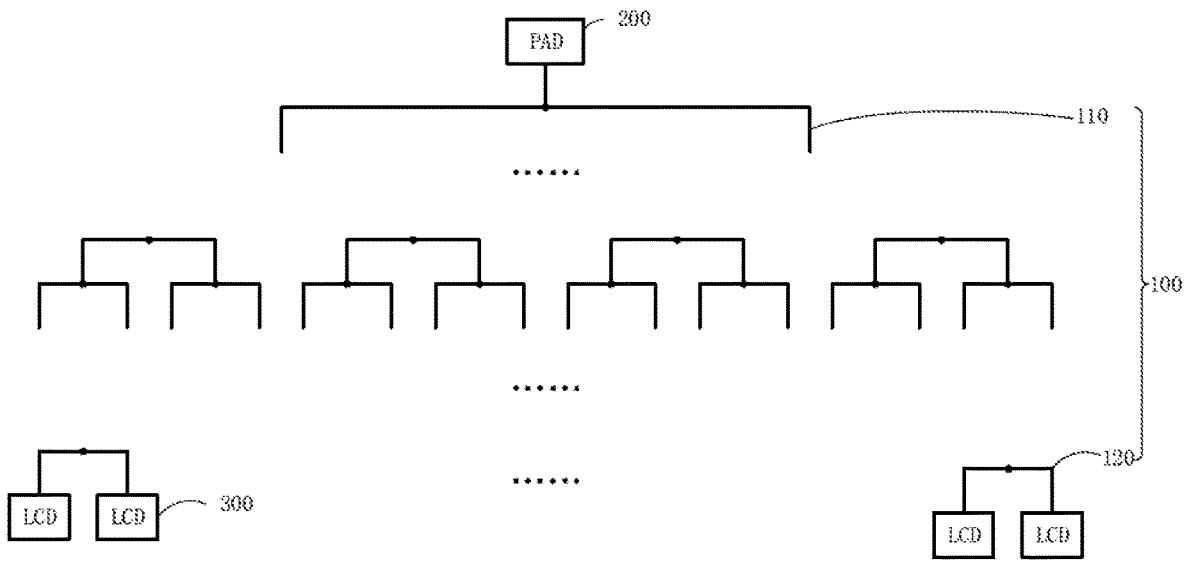 200
PAD
110
......
100
......
120
......
LCD LCD 300
LCD LCD